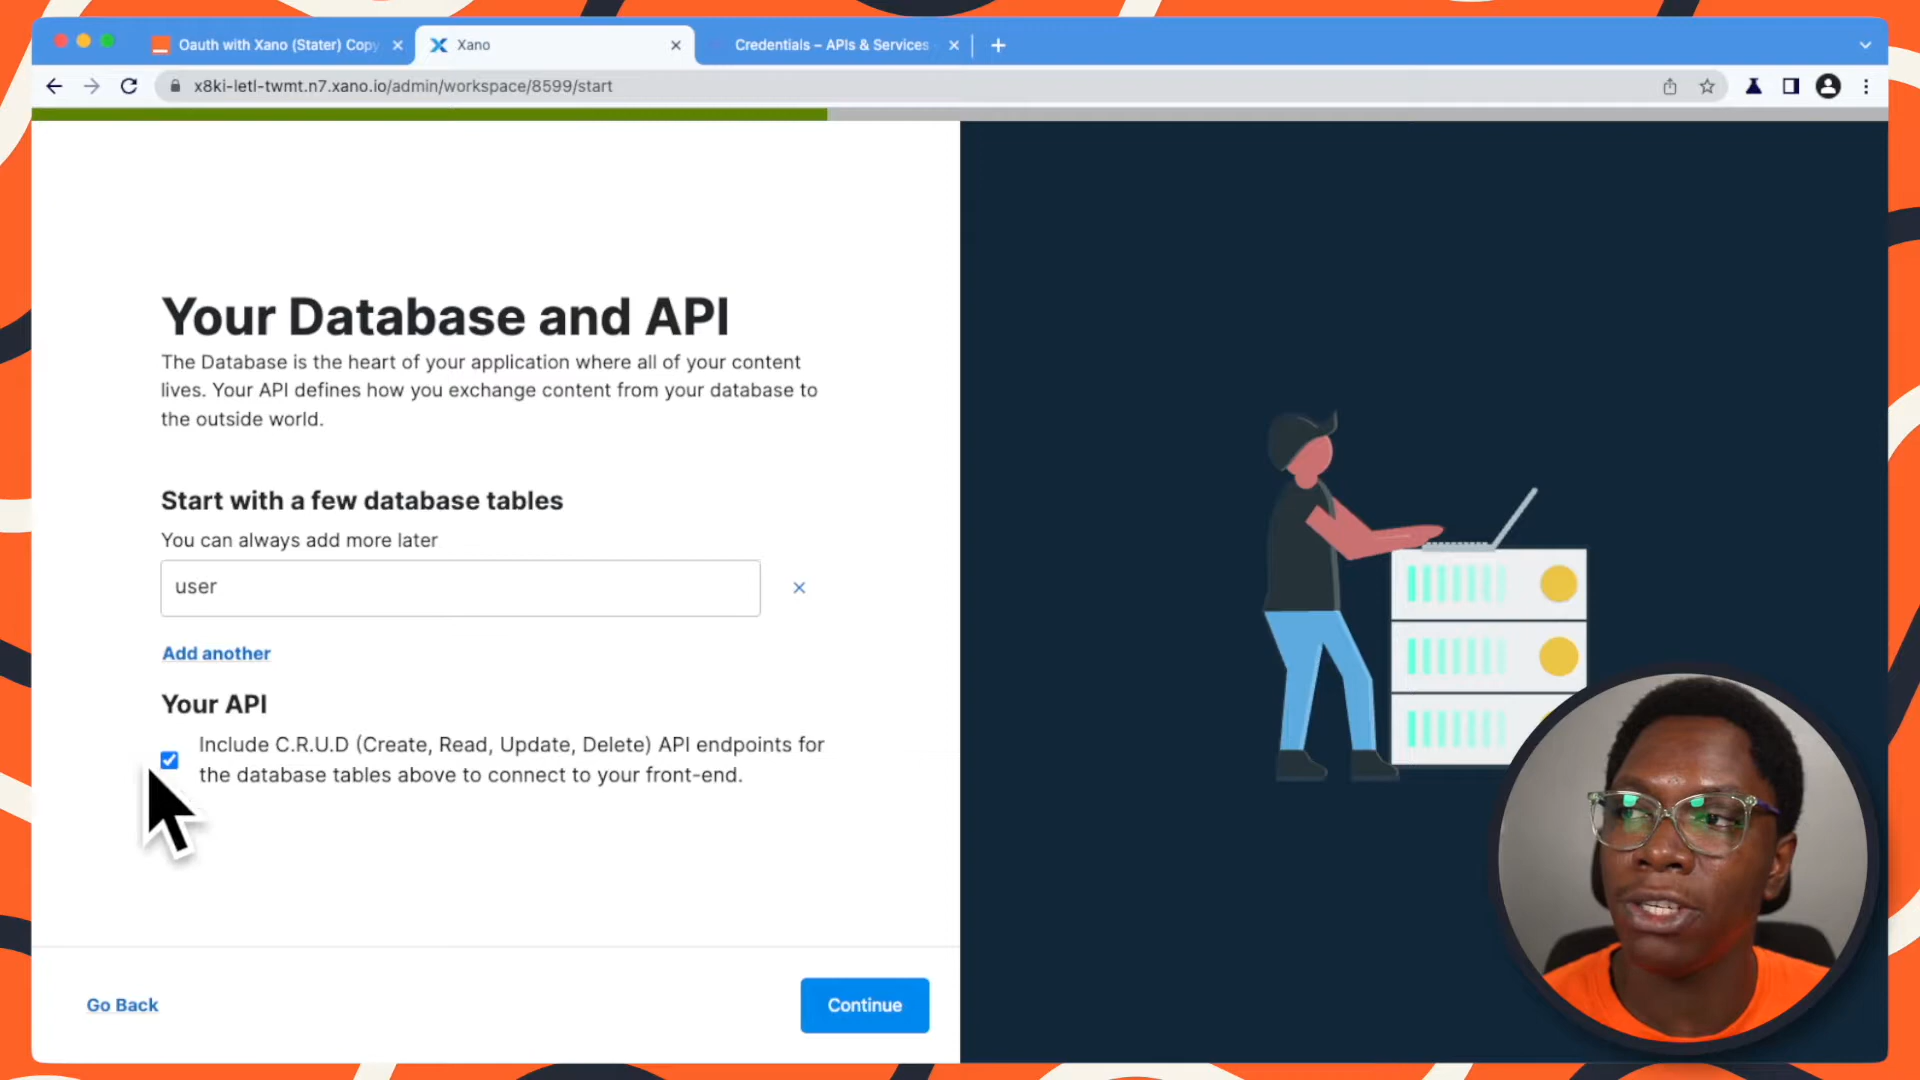 Oauth with Xano (Stater) Copy
Xano
Credentials – APIs & Services
x8ki-letl-twmt.n7.xano.io/admin/workspace/8599/start
Your Database and API
The Database is the heart of your application where all of your content
lives. Your API defines how you exchange content from your database to
the outside world.
Start with a few database tables
You can always add more later
user
Add another
Your API
Include C.R.U.D (Create, Read, Update, Delete) API endpoints for
the database tables above to connect to your front-end.
Go Back
Continue